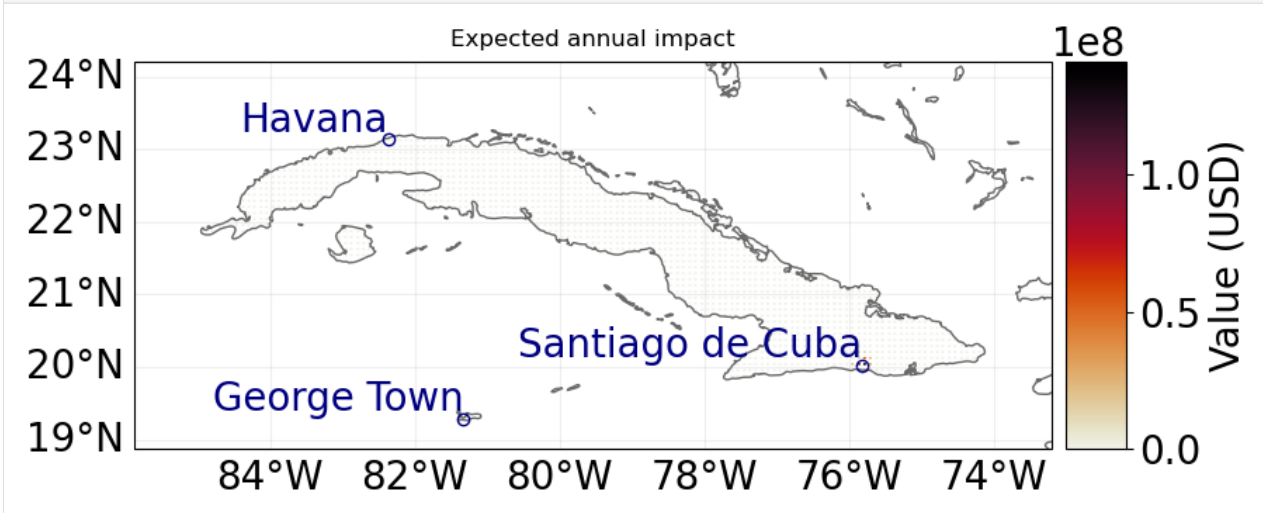 Expected annual impact
1e8
24°N
23°N
22°N
21°N
20°N
19°N
Havana
Santiago de Cuba
George Town
84°W 82°W 80°W 78°W 76°W 74°W
1.0
0.5
0.0
Value (USD)